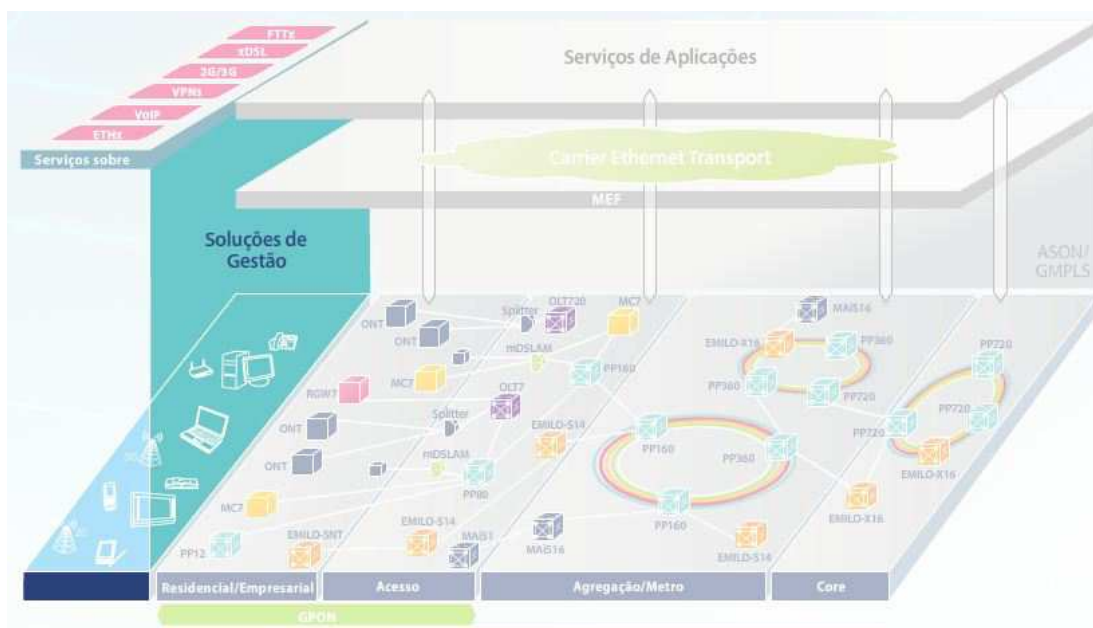 FTTx
xDSL
2G/3G
VPNs
VoIP
ETHx
Serviços sobre
Serviços de Aplicações
Carrier Ethernet Transport
MEF
Soluções de
Gestão
ASON/
GMPLS
ONT
ONT
Splitter
OLT720
MC7
mDSLAM
MC7
RGW7
OLT7
PP160
ONT
Splitter
ONT
mDSLAM
EMILO-S14
PP80
MC7
PP12
EMILO-SNT
EMILO-S14
MAiS1
MAiS16
PP160
PP360
PP160
EMILO-S14
MAiS16
EMILO-X16
PP360
PP360
PP720
PP720
PP720
PP720
EMILO-X16
EMILO-X16
Residencial/Empresarial
Acesso
Agregação/Metro
Core
GPON